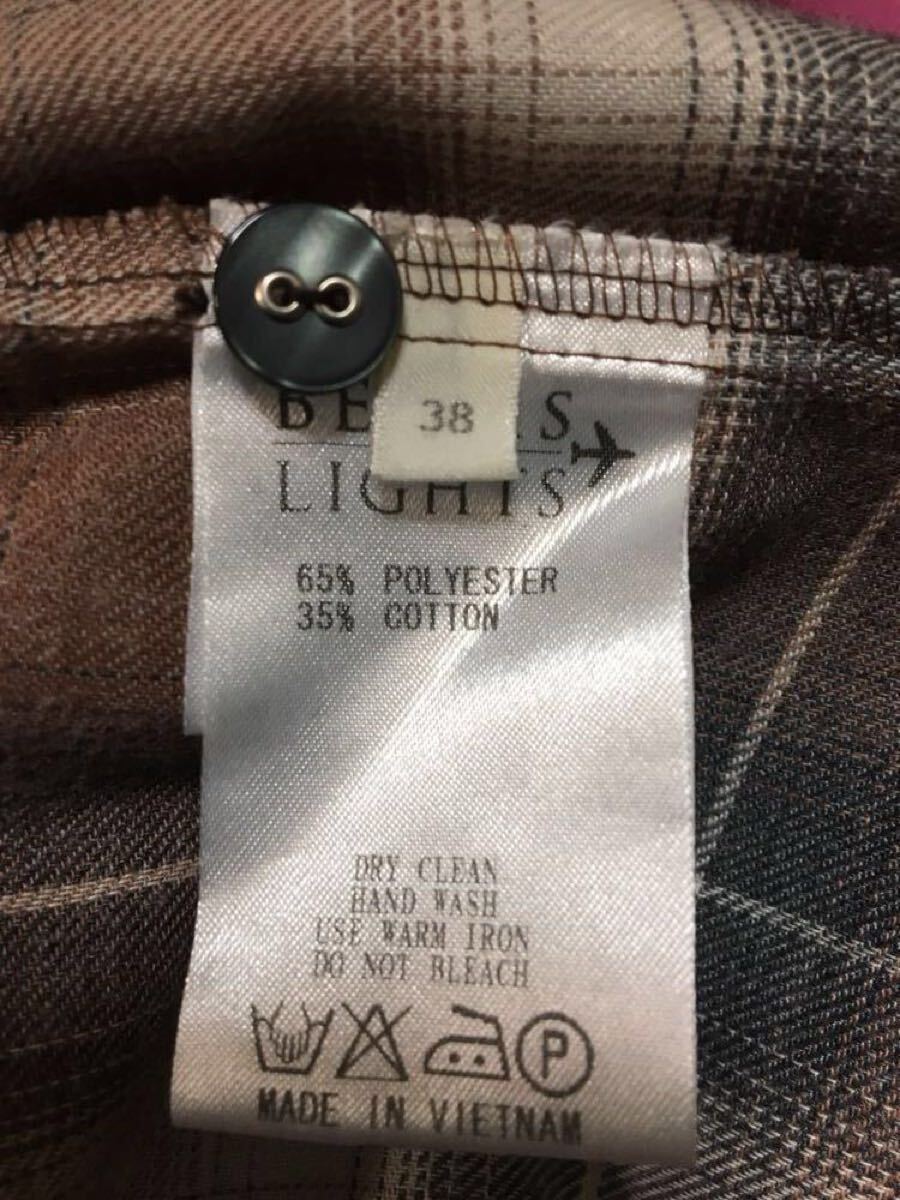 38
LIGHTS
65% POLYESTER
35% COTTON
DRY CLEAN
HAND WASH
USE WARM IRON
DO NOT BLEACH
P
MADE IN VIETNAM